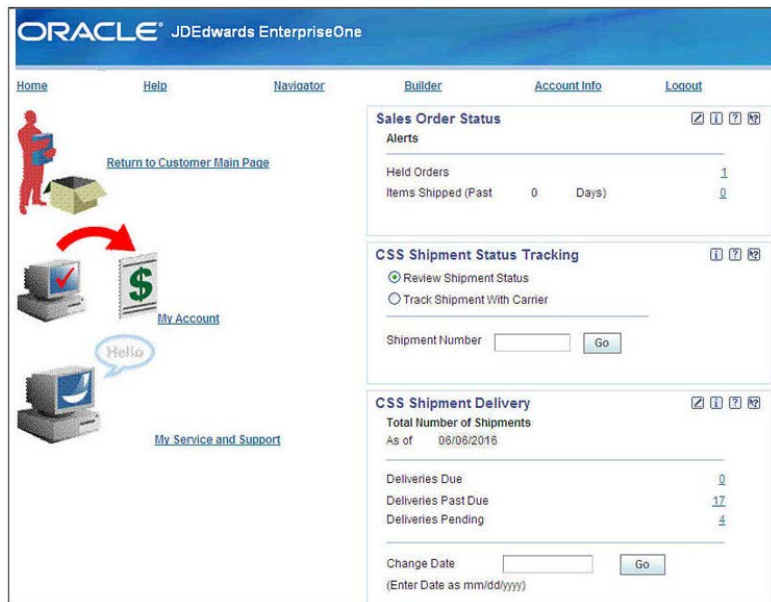 ORACLE® JDEdwards EnterpriseOne
Home Help Navigator Builder Account Info Logout
Return to Customer Main Page
My Account
Hello
My Service and Support
Sales Order Status
Alerts
Held Orders 1
Items Shipped (Past 0 Days) 0
CSS Shipment Status Tracking
Review Shipment Status
Track Shipment With Carrier
Shipment Number Go
CSS Shipment Delivery
Total Number of Shipments
As of 06/06/2016
Deliveries Due 0
Deliveries Past Due 17
Deliveries Pending 4
Change Date Go
(Enter Date as mm/dd/yyyy)